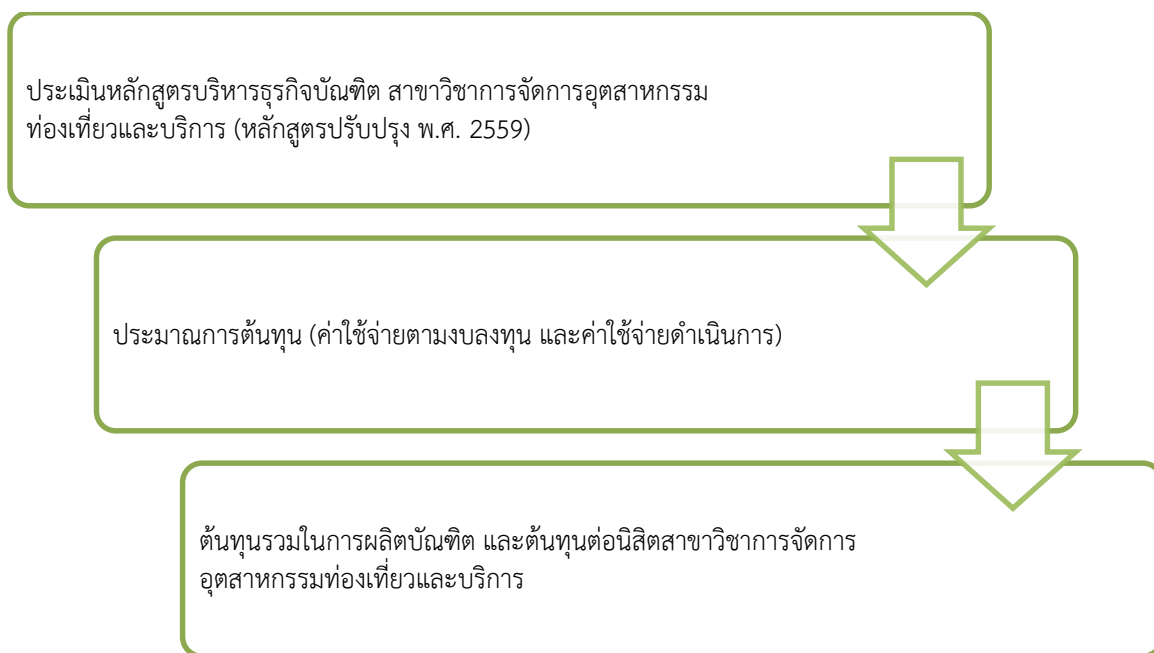 ประเมินหลักสูตรบริหารธุรกิจบัณฑิต สาขาวิชาการจัดการอุตสาหกรรม
ท่องเที่ยวและบริการ (หลักสูตรปรับปรุง พ.ศ. 2559)
ประมาณการต้นทุน (ค่าใช้จ่ายตามงบลงทุน และค่าใช้จ่ายดำเนินการ)
ต้นทุนรวมในการผลิตบัณฑิต และต้นทุนต่อนิสิตสาขาวิชาการจัดการ
อุตสาหกรรมท่องเที่ยวและบริการ